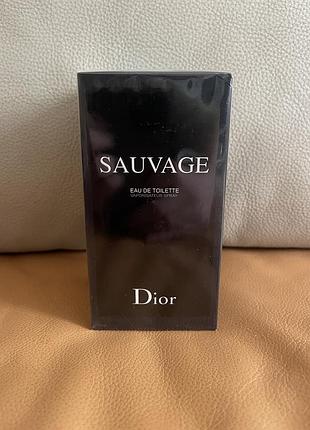 SAUVAGE
EAU DE TOILETTE
VAPORISATEUR SPRAY
Dior